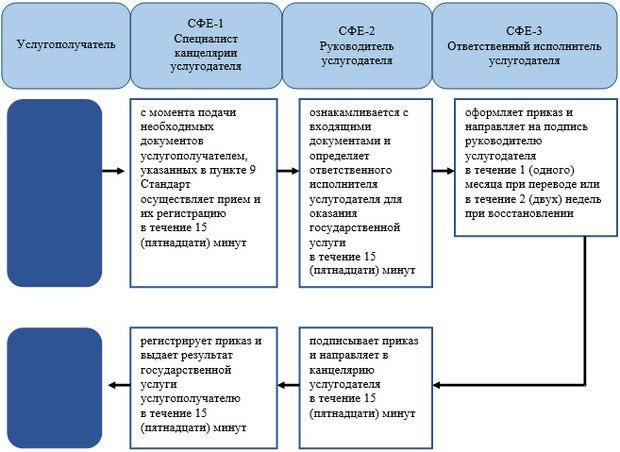 Услугополучатель
СФЕ-1
Специалист
канцелярии
услугодателя
СФЕ-2
Руководитель
услугодателя
СФЕ-3
Ответственный исполнитель
услугодателя
с момента подачи
необходимых
документов
услугополучателем,
указанных в пункте 9
Стандарт
осуществляет прием и
их регистрацию
в течение 15
(пятнадцати) минут
ознакамливается с
входящими
документами и
определяет
ответственного
исполнителя
услугодателя для
оказания
государственной
услуги
в течение 15
(пятнадцати) минут
оформляет приказ и
направляет на подпись
руководителю
услугодателя
в течение 1 (одного)
месяца при переводе или
в течение 2 (двух) недель
при восстановлении
регистрирует приказ и
выдает результат
государственной
услуги
услугополучателю
в течение 15
(пятнадцати) минут
подписывает приказ
и направляет в
канцелярию
услугодателя
в течение 15
(пятнадцати) минут